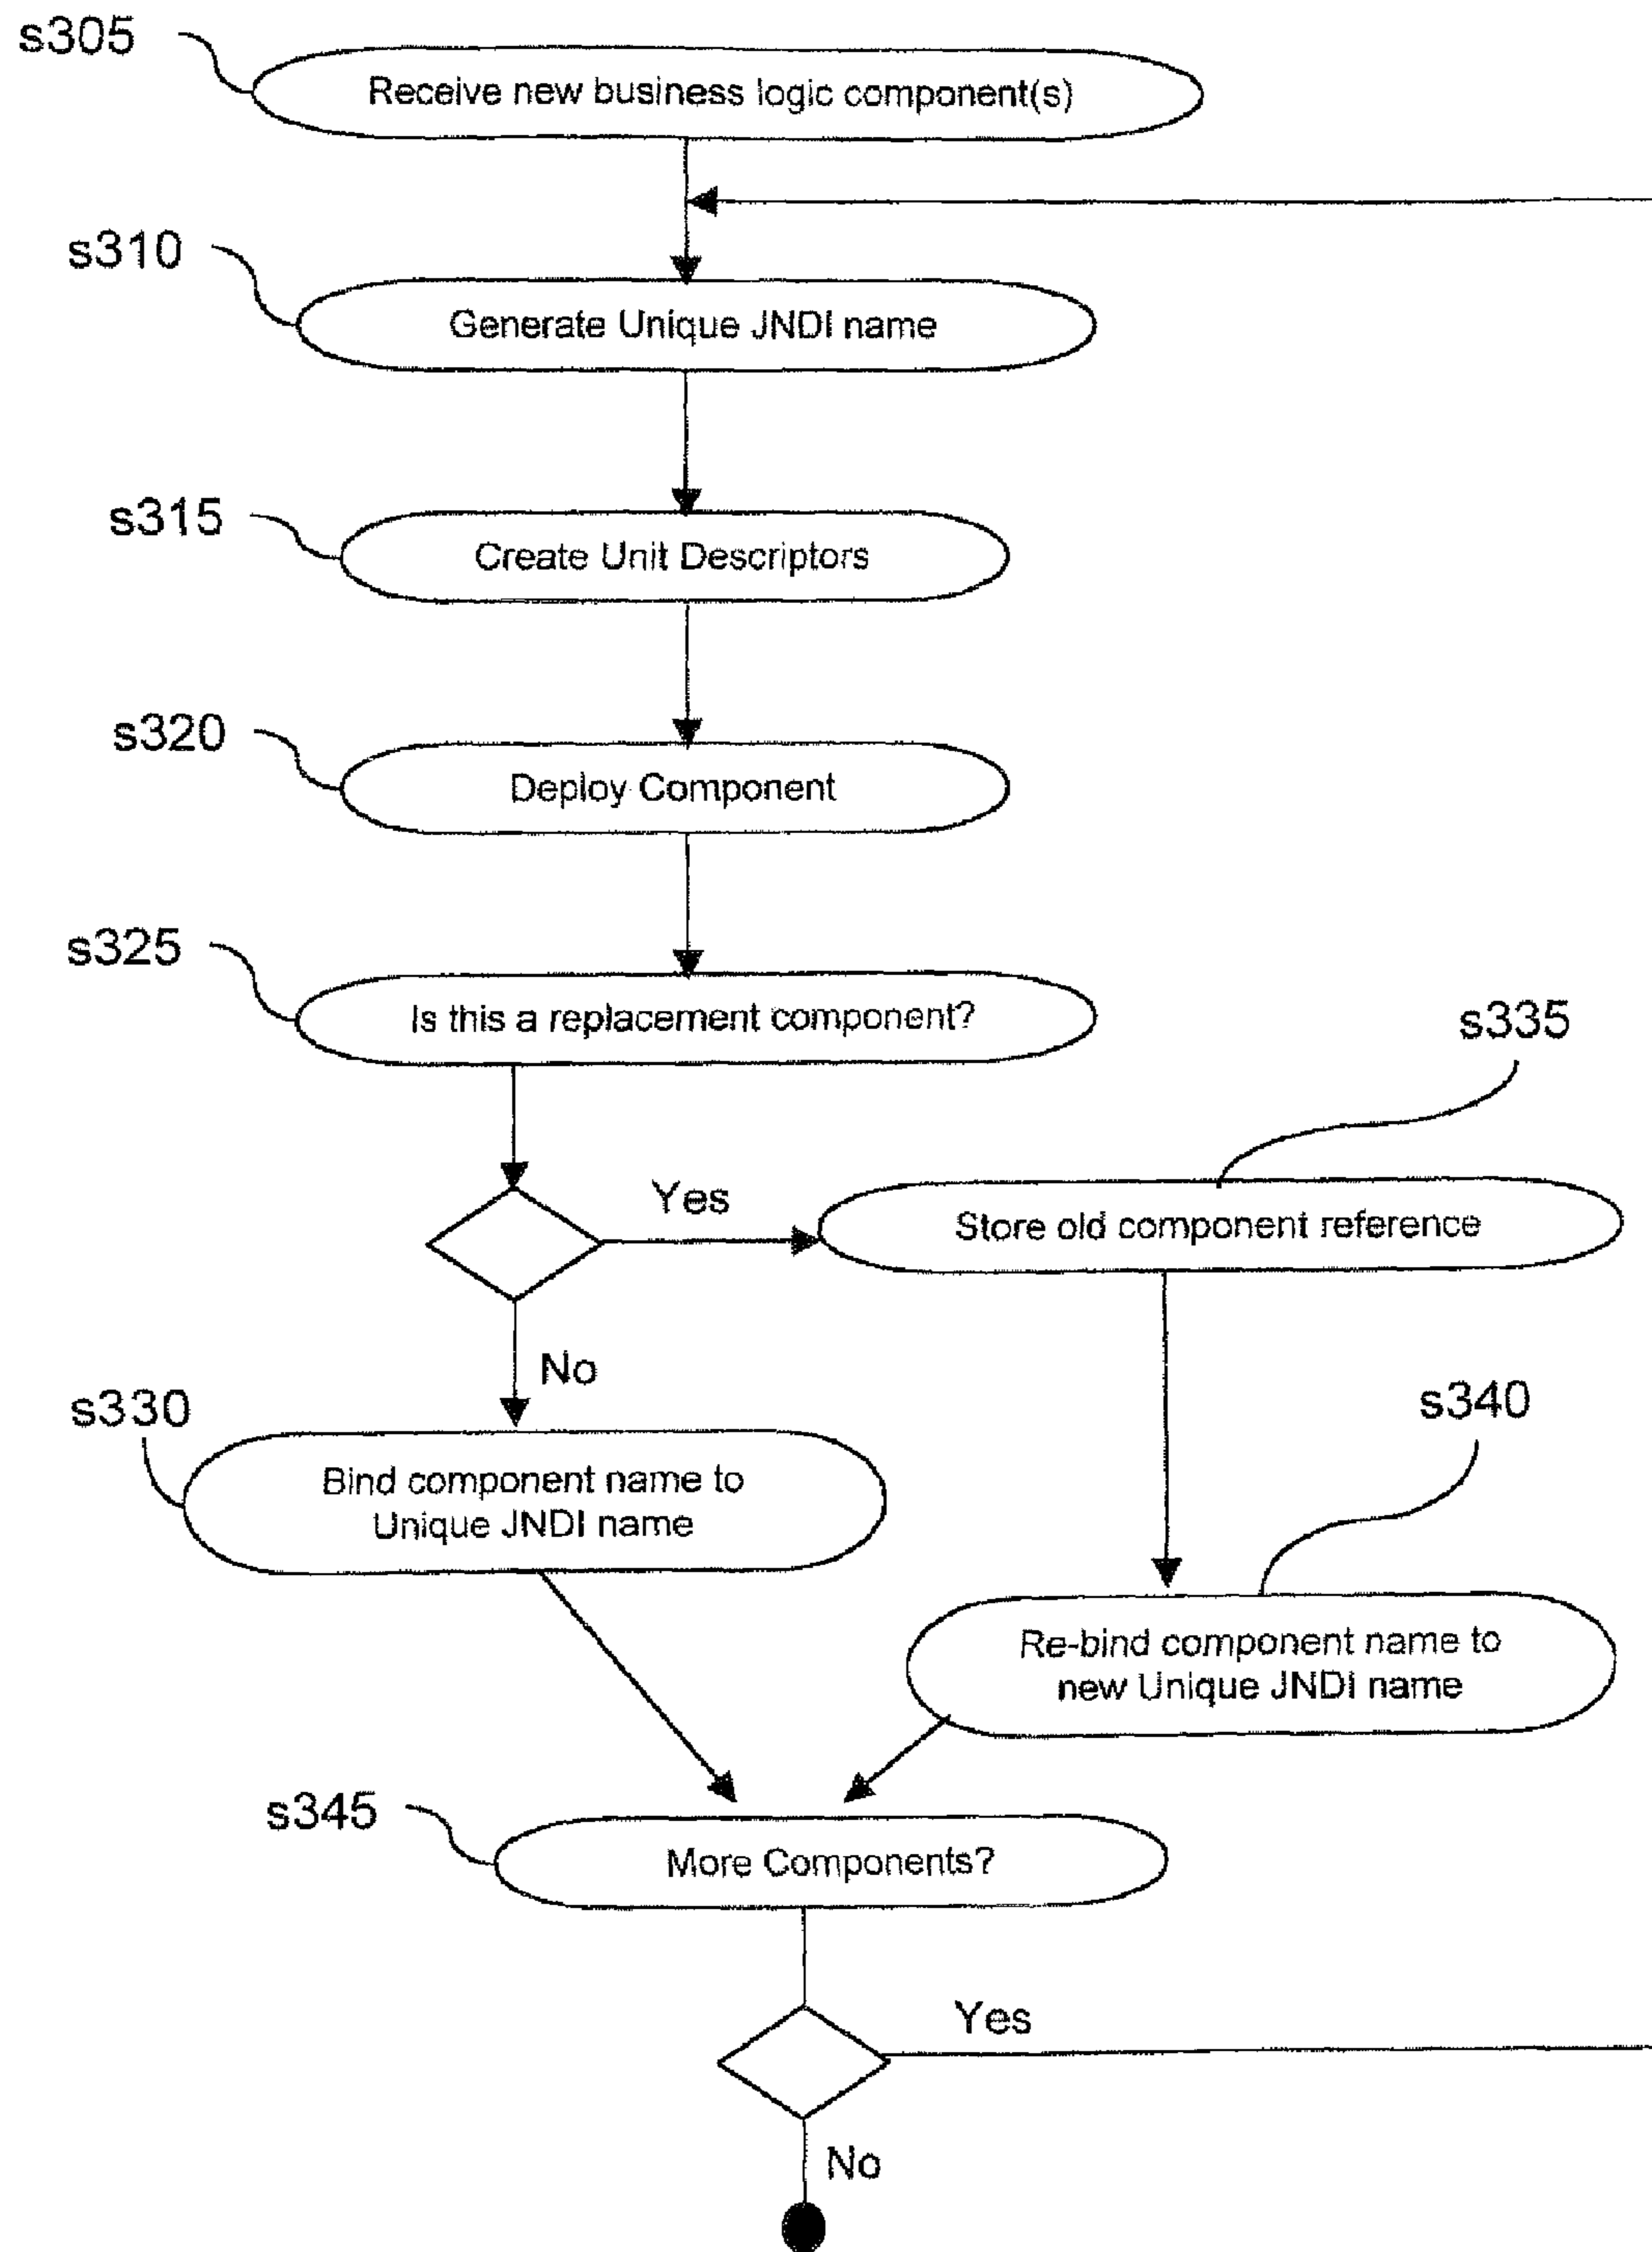 s305
Receive new business logic component(s)
s310
Generate Unique JNDI name
s315
Create Unit Descriptors
s320
Deploy Component
s325
Is this a replacement component?
s335
Yes
Store old component reference
No
s330
Bind component name to
Unique JNDI name
s340
Re-bind component name to
new Unique JNDI name
s345
More Components?
Yes
No